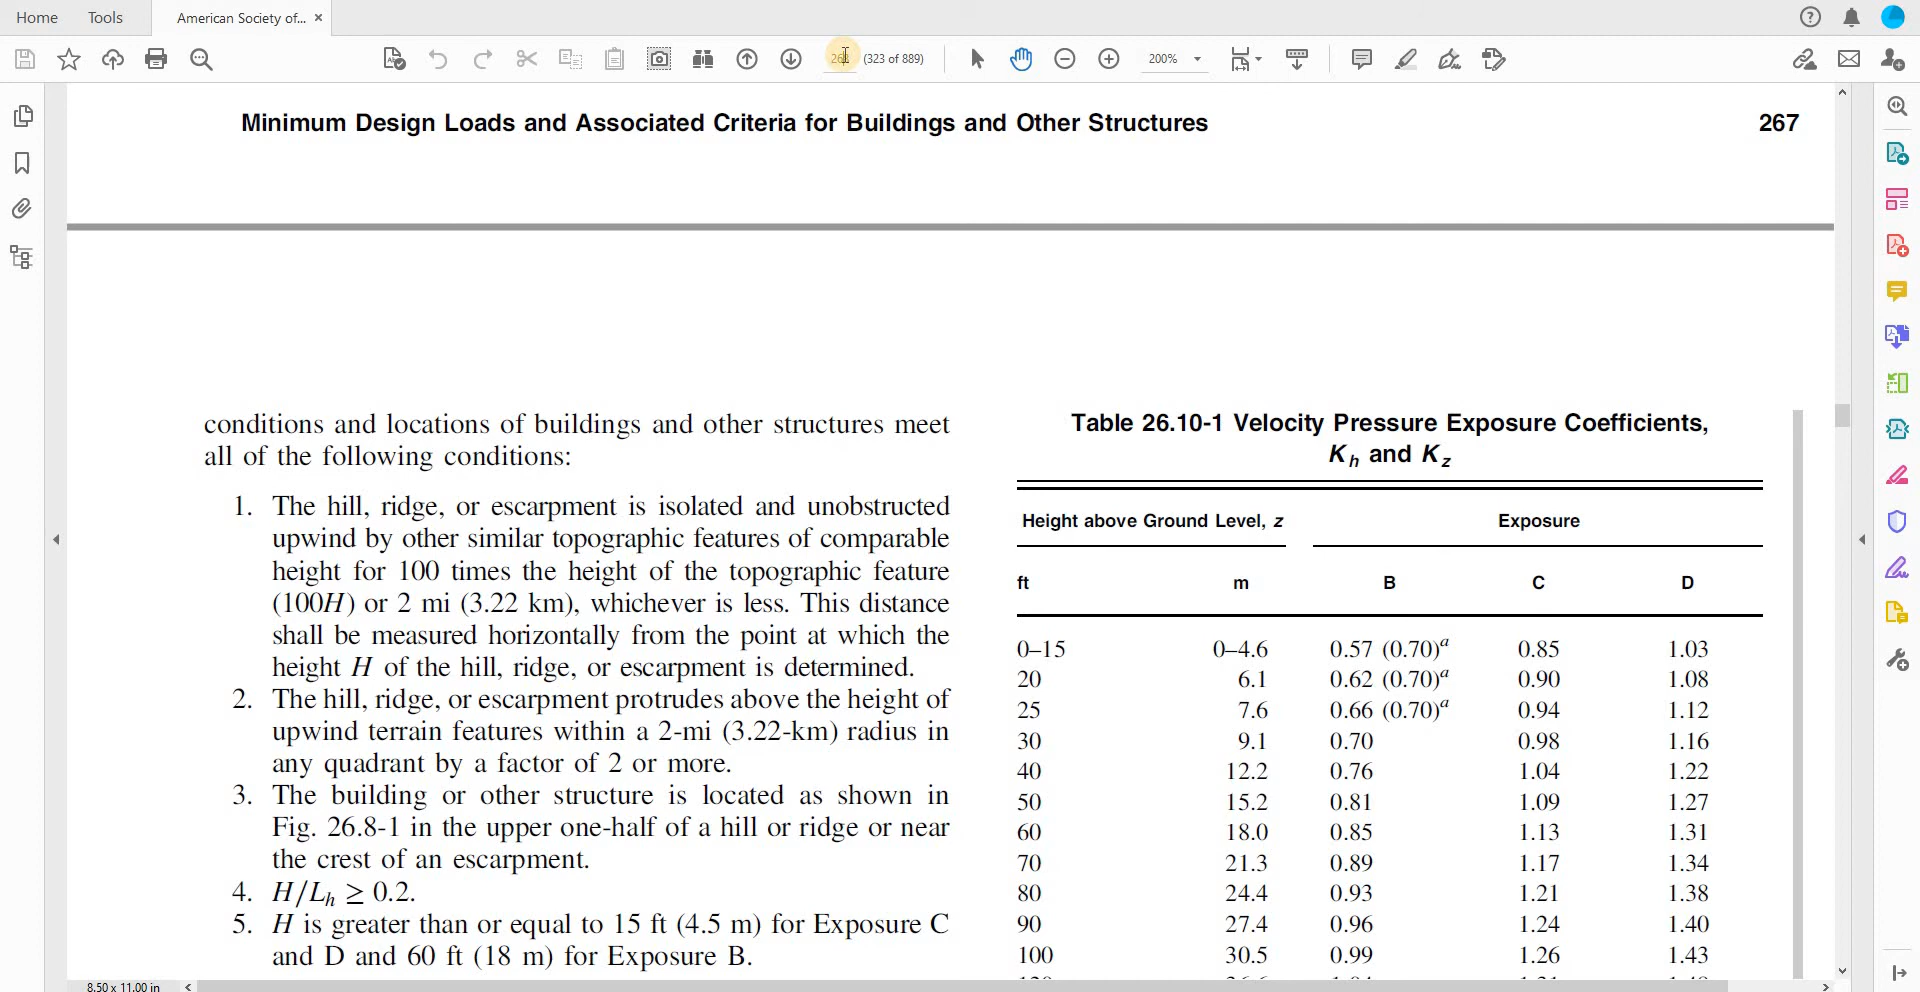 Home Tools American Society of... ×
(323 of 889) 200%
Minimum Design Loads and Associated Criteria for Buildings and Other Structures 267
conditions and locations of buildings and other structures meet
all of the following conditions:
1. The hill, ridge, or escarpment is isolated and unobstructed
upwind by other similar topographic features of comparable
height for 100 times the height of the topographic feature
(100H) or 2 mi (3.22 km), whichever is less. This distance
shall be measured horizontally from the point at which the
height H of the hill, ridge, or escarpment is determined.
2. The hill, ridge, or escarpment protrudes above the height of
upwind terrain features within a 2-mi (3.22-km) radius in
any quadrant by a factor of 2 or more.
3. The building or other structure is located as shown in
Fig. 26.8-1 in the upper one-half of a hill or ridge or near
the crest of an escarpment.
4. H/Lh ≥ 0.2.
5. H is greater than or equal to 15 ft (4.5 m) for Exposure C
and D and 60 ft (18 m) for Exposure B.
Table 26.10-1 Velocity Pressure Exposure Coefficients,
Kh and Kz
Height above Ground Level, z Exposure
ft m B C D
0–15 0–4.6 0.57 (0.70)a 0.85 1.03
20 6.1 0.62 (0.70)a 0.90 1.08
25 7.6 0.66 (0.70)a 0.94 1.12
30 9.1 0.70 0.98 1.16
40 12.2 0.76 1.04 1.22
50 15.2 0.81 1.09 1.27
60 18.0 0.85 1.13 1.31
70 21.3 0.89 1.17 1.34
80 24.4 0.93 1.21 1.38
90 27.4 0.96 1.24 1.40
100 30.5 0.99 1.26 1.43
8.50 x 11.00 in